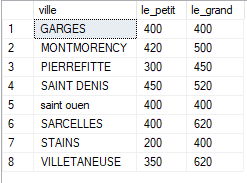 ville le_petit le_grand
1 GARGES 400 400
2 MONTMORENCY 420 500
3 PIERREFITTE 300 450
4 SAINT DENIS 450 520
5 saint ouen 400 400
6 SARCELLES 400 620
7 STAINS 200 400
8 VILLETANEUSE 350 620